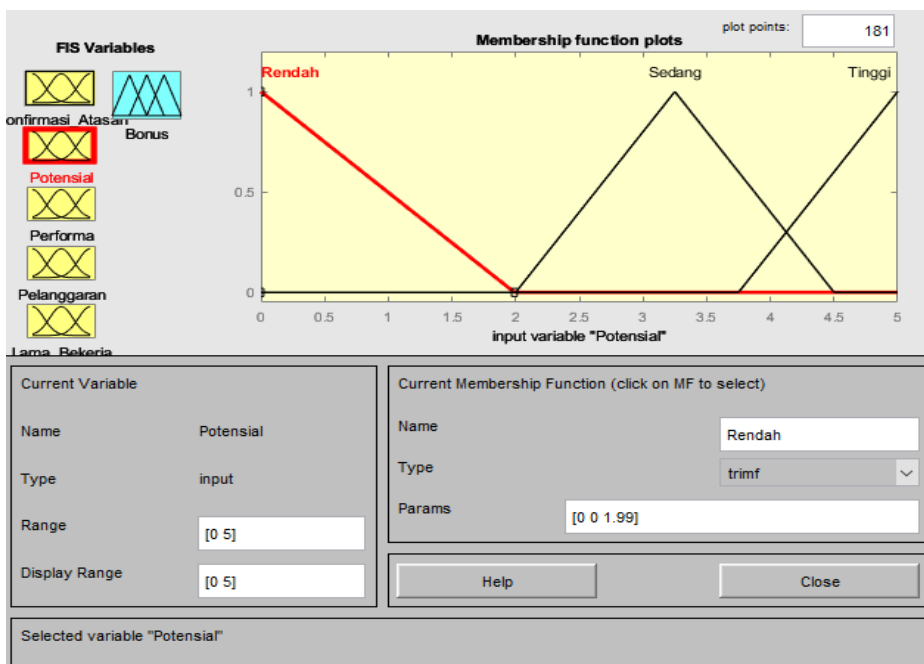 plot points: 181
FIS Variables
Membership function plots
onfirmasi_Atasan
Bonus
Potensial
Performa
Pelanggaran
Lama_Bekerja
Rendah Sedang Tinggi
1
0.5
0
0 0.5 1 1.5 2 2.5 3 3.5 4 4.5 5
input variable "Potensial"
Current Variable
Name Potensial
Type input
Range [0 5]
Display Range [0 5]
Current Membership Function (click on MF to select)
Name Rendah
Type trimf
Params [0 0 1.99]
Help Close
Selected variable "Potensial"